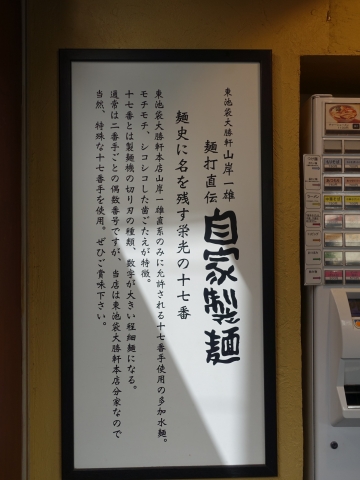 東池袋大勝軒山岸一雄
麺打直伝
自家製麺
麺史に名を残す栄光の十七番
東池袋大勝軒本店山岸一雄直系のみに允許される十七番手使用の多加水麺。
モチモチ、シコシコした歯ごたえが特徴。
十七番とは製麺機の切り刃の種類、数字が大きい程細麺になる。
通常は二番手ごとの偶数番号ですが、当店は東池袋大勝軒本店分家なので
当然、特殊な十七番手を使用。ぜひご賞味下さい。